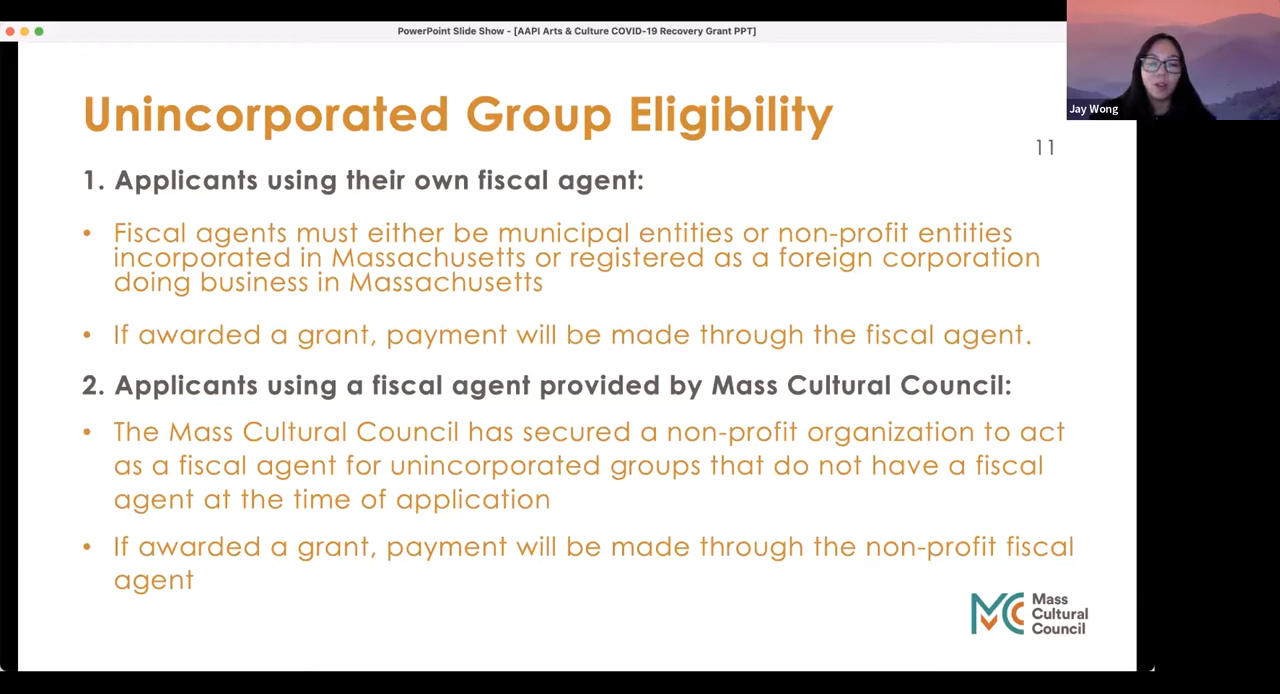 PowerPoint Slide Show - [AAPI Arts & Culture COVID-19 Recovery Grant PPT]
Jay Wong
Unincorporated Group Eligibility
11
1. Applicants using their own fiscal agent:
• Fiscal agents must either be municipal entities or non-profit entities
incorporated in Massachusetts or registered as a foreign corporation
doing business in Massachusetts
• If awarded a grant, payment will be made through the fiscal agent.
2. Applicants using a fiscal agent provided by Mass Cultural Council:
• The Mass Cultural Council has secured a non-profit organization to act
as a fiscal agent for unincorporated groups that do not have a fiscal
agent at the time of application
• If awarded a grant, payment will be made through the non-profit fiscal
agent
Mass
Cultural
Council